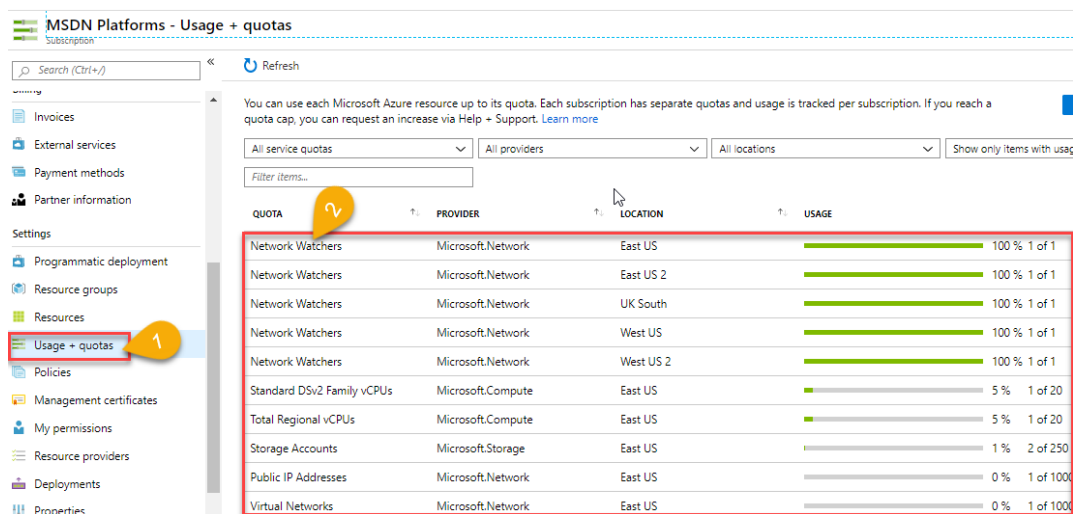 MSDN Platforms - Usage + quotas
Subscription
Search (Ctrl+/)
«
Refresh
Billing
Invoices
External services
Payment methods
Partner information
Settings
Programmatic deployment
Resource groups
Resources
Usage + quotas
1
Policies
Management certificates
My permissions
Resource providers
Deployments
Properties
You can use each Microsoft Azure resource up to its quota. Each subscription has separate quotas and usage is tracked per subscription. If you reach a
quota cap, you can request an increase via Help + Support. Learn more
All service quotas All providers All locations Show only items with usag
Filter items...
2
QUOTA PROVIDER LOCATION USAGE
Network Watchers Microsoft.Network East US 100 % 1 of 1
Network Watchers Microsoft.Network East US 2 100 % 1 of 1
Network Watchers Microsoft.Network UK South 100 % 1 of 1
Network Watchers Microsoft.Network West US 100 % 1 of 1
Network Watchers Microsoft.Network West US 2 100 % 1 of 1
Standard DSv2 Family vCPUs Microsoft.Compute East US 5 % 1 of 20
Total Regional vCPUs Microsoft.Compute East US 5 % 1 of 20
Storage Accounts Microsoft.Storage East US 1 % 2 of 250
Public IP Addresses Microsoft.Network East US 0 % 1 of 1000
Virtual Networks Microsoft.Network East US 0 % 1 of 1000